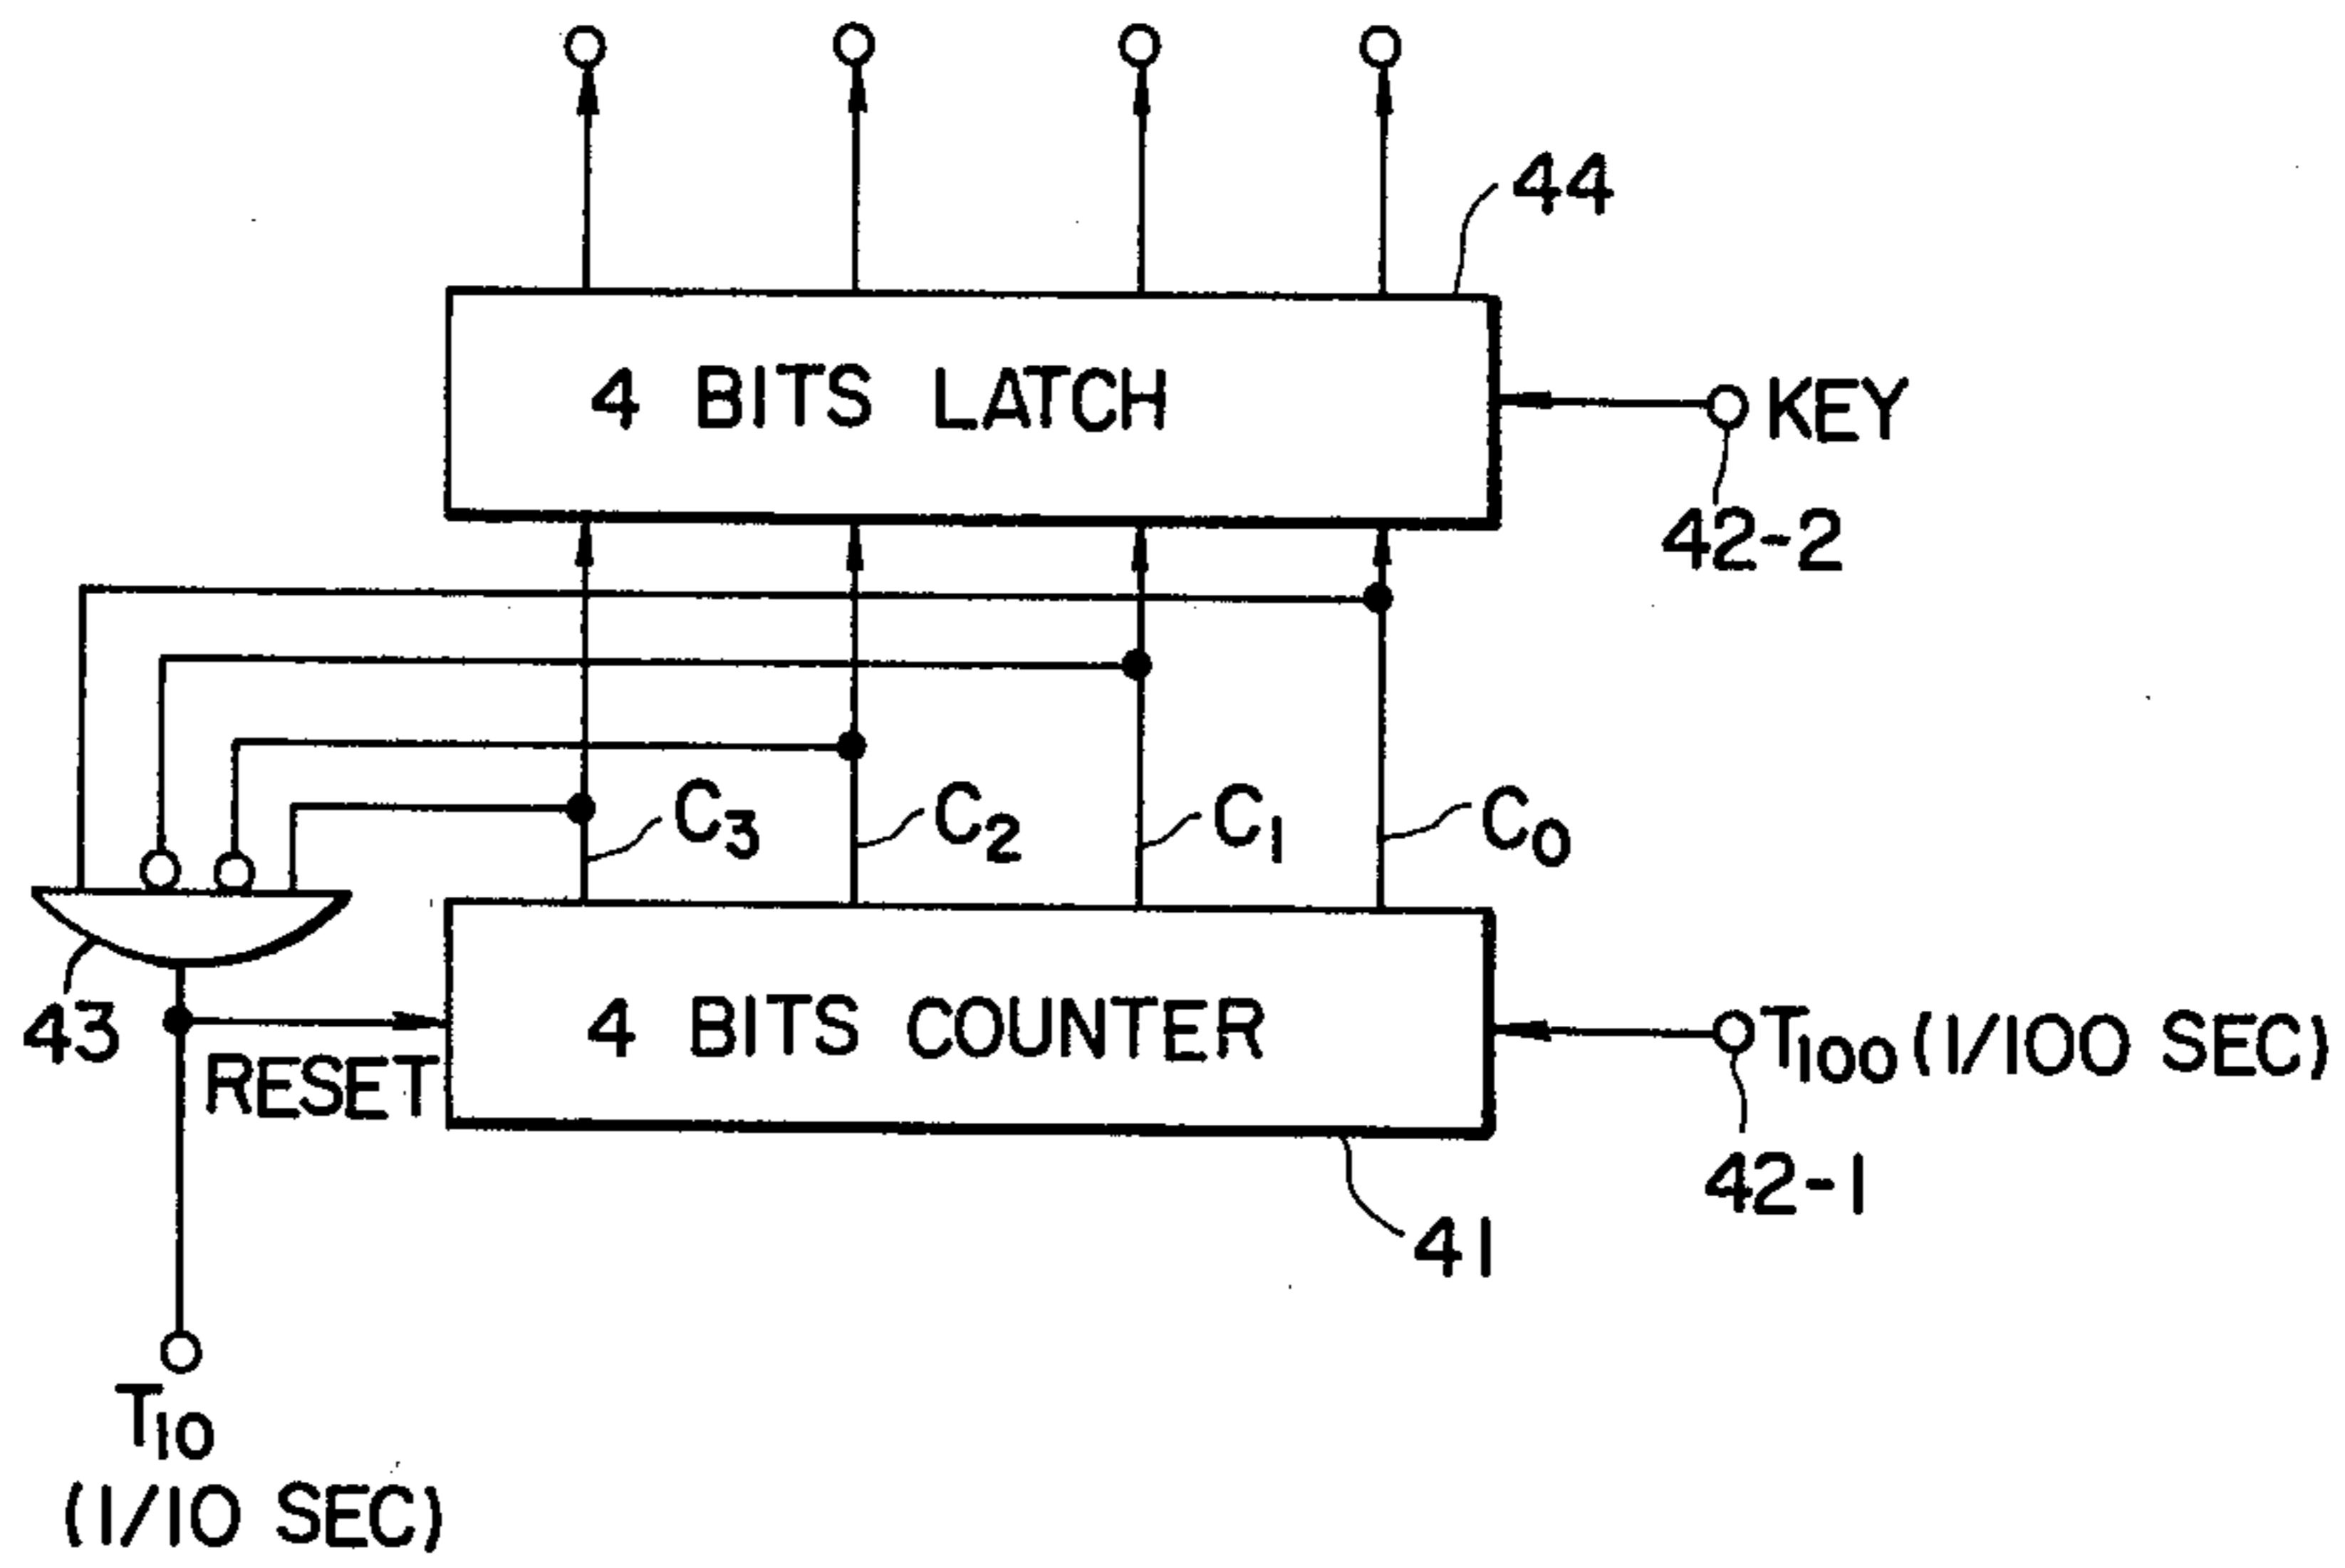 44
4 BITS LATCH
KEY
42-2
C3
C2
C1
C0
43
RESET
4 BITS COUNTER
T100 (1/100 SEC)
42-1
41
T10
(1/10 SEC)